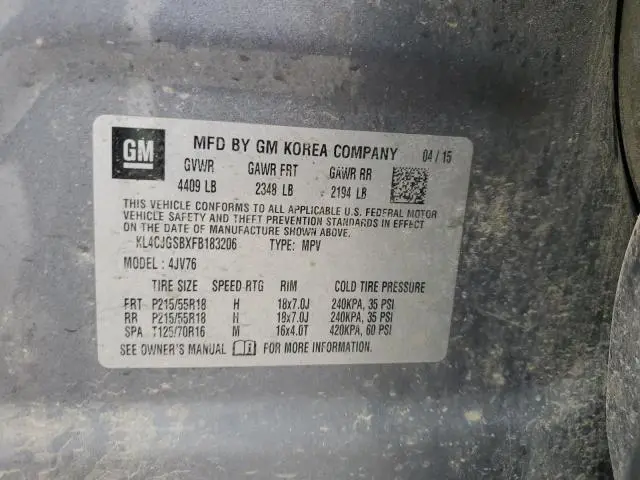 GM
MFD BY GM KOREA COMPANY 04 / 15
GVWR GAWR FRT GAWR RR
4409 LB 2348 LB 2194 LB
THIS VEHICLE CONFORMS TO ALL APPLICABLE U.S. FEDERAL MOTOR
VEHICLE SAFETY AND THEFT PREVENTION STANDARDS IN EFFECT
ON THE DATE OF MANUFACTURE SHOWN ABOVE.
KL4CJGSBXFB183206 TYPE: MPV
MODEL : 4JV76
TIRE SIZE SPEED RTG RIM COLD TIRE PRESSURE
FRT P215/55R18 H 18x7.0J 240KPA, 35 PSI
RR P215/55R18 H 18x7.0J 240KPA, 35 PSI
SPA T125/70R16 M 16x4.0T 420KPA, 60 PSI
SEE OWNER'S MANUAL FOR MORE INFORMATION.